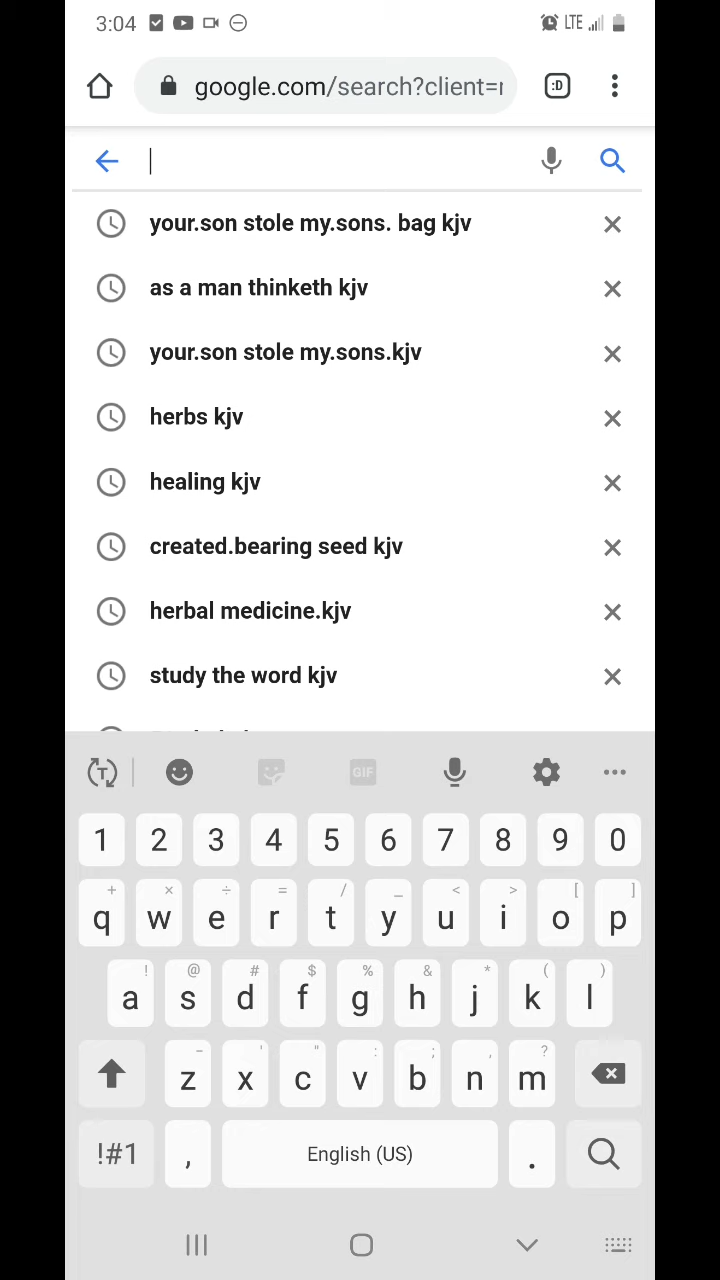 3:04 LTE
google.com/search?client=
:D
your.son stole my.sons. bag kjv
as a man thinketh kjv
your.son stole my.sons.kjv
herbs kjv
healing kjv
created.bearing seed kjv
herbal medicine.kjv
study the word kjv
T GIF
1 2 3 4 5 6 7 8 9 0
+ × ÷ = / _ < > [ ]
q w e r t y u i o p
! @ # $ % & * ( )
a s d f g h j k l
- ' " : ; , ?
z x c v b n m
!#1 , English (US) .